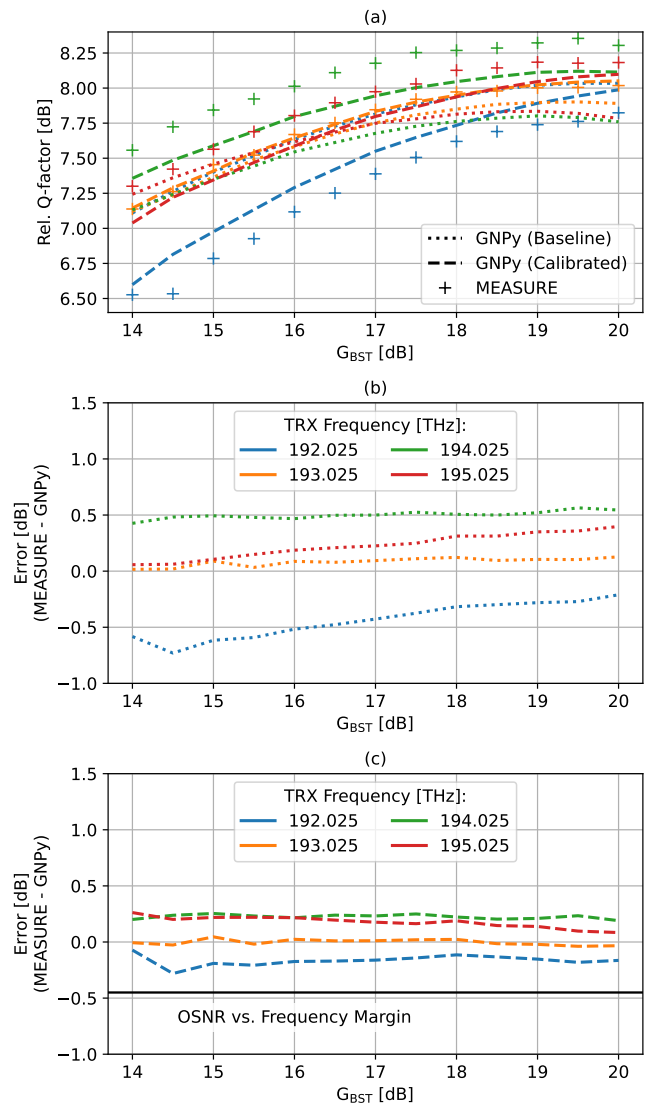 (a)
8.25
8.00
7.75
7.50
7.25
7.00
6.75
6.50
Rel. Q-factor [dB]
GNPy (Baseline)
GNPy (Calibrated)
MEASURE
14 15 16 17 18 19 20
G_BST [dB]
(b)
1.5
1.0
0.5
0.0
−0.5
−1.0
Error [dB]
(MEASURE - GNPy)
TRX Frequency [THz]:
192.025 194.025
193.025 195.025
14 15 16 17 18 19 20
G_BST [dB]
(c)
1.5
1.0
0.5
0.0
−0.5
−1.0
Error [dB]
(MEASURE - GNPy)
TRX Frequency [THz]:
192.025 194.025
193.025 195.025
OSNR vs. Frequency Margin
14 15 16 17 18 19 20
G_BST [dB]